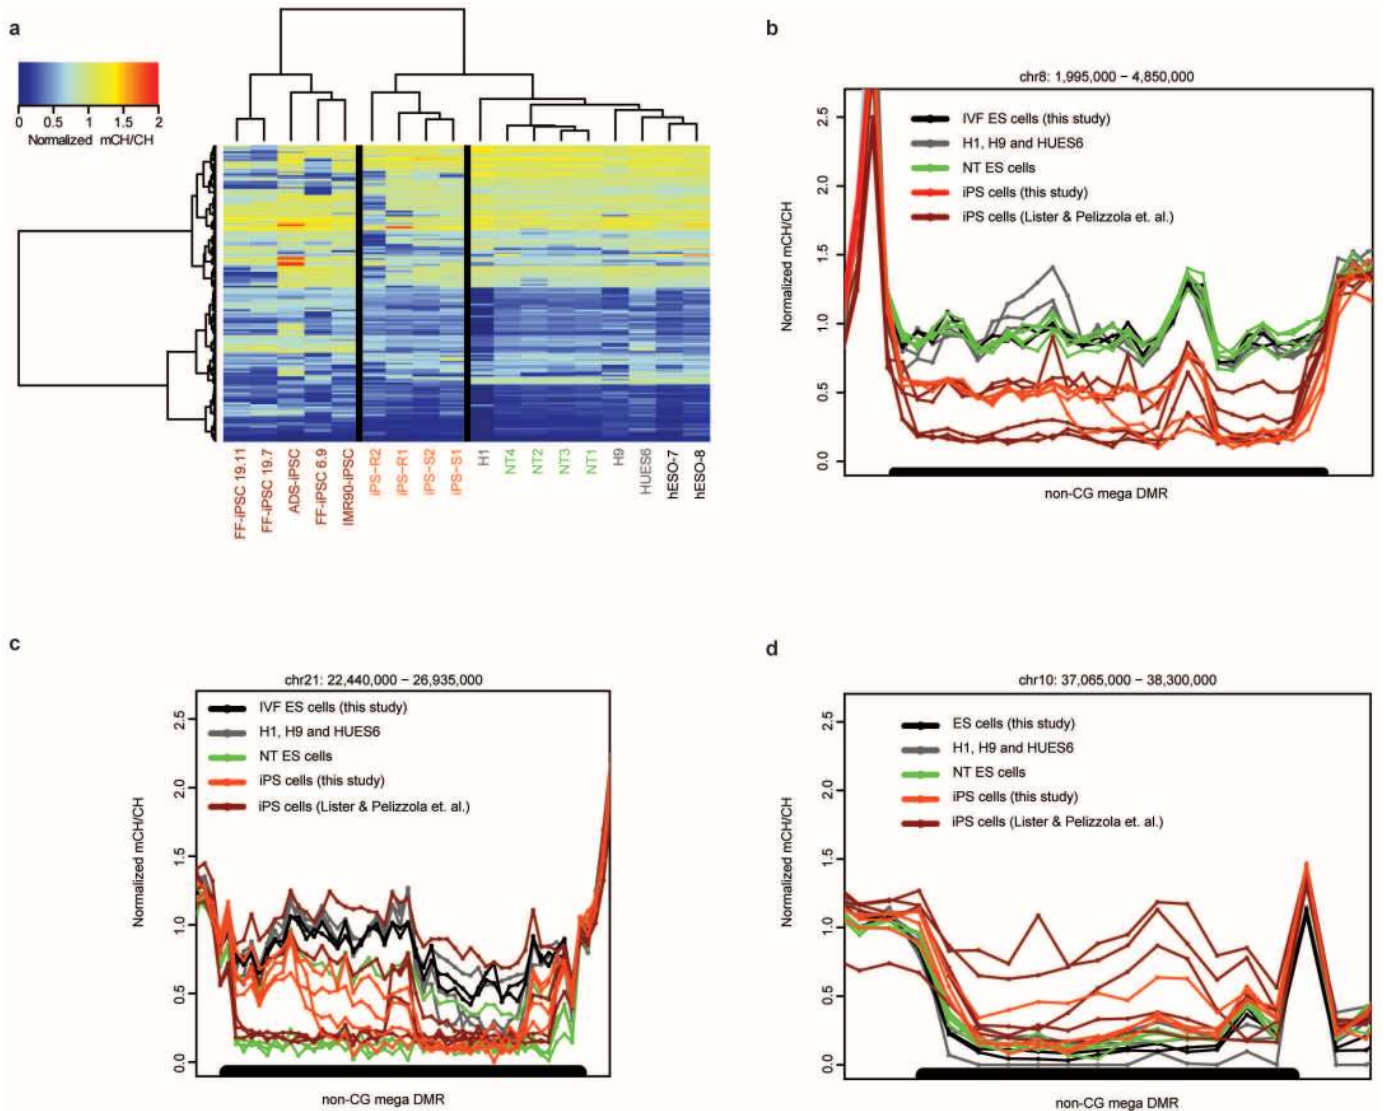 a
0 0.5 1 1.5 2
Normalized mCH/CH
FF-iPSC 19.11
FF-iPSC 19.7
ADS-iPSC
FF-iPSC 6.9
IMR90-iPSC
iPS-R2
iPS-R1
iPS-S2
iPS-S1
H1
NT4
NT2
NT3
NT1
H9
HUES6
hESO-7
hESO-8
b
chr8: 1,995,000 – 4,850,000
IVF ES cells (this study)
H1, H9 and HUES6
NT ES cells
iPS cells (this study)
iPS cells (Lister & Pelizzola et. al.)
Normalized mCH/CH
2.5
2.0
1.5
1.0
0.5
0.0
non-CG mega DMR
c
chr21: 22,440,000 – 26,935,000
IVF ES cells (this study)
H1, H9 and HUES6
NT ES cells
iPS cells (this study)
iPS cells (Lister & Pelizzola et. al.)
Normalized mCH/CH
2.5
2.0
1.5
1.0
0.5
0.0
non-CG mega DMR
d
chr10: 37,065,000 – 38,300,000
ES cells (this study)
H1, H9 and HUES6
NT ES cells
iPS cells (this study)
iPS cells (Lister & Pelizzola et. al.)
Normalized mCH/CH
2.5
2.0
1.5
1.0
0.5
0.0
non-CG mega DMR